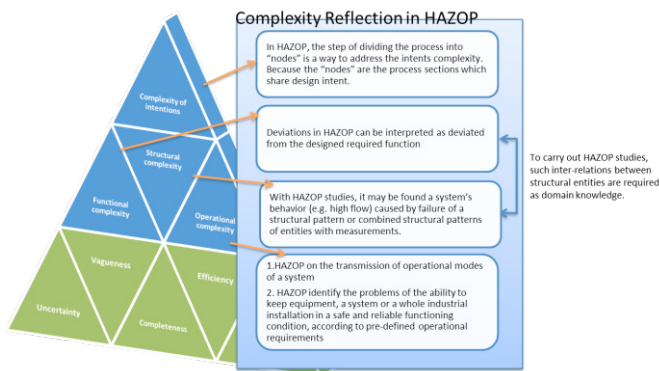 Complexity Reflection in HAZOP
In HAZOP, the step of dividing the process into
"nodes" is a way to address the intents complexity.
Because the "nodes" are the process sections which
share design intent.
Complexity of
intentions
Deviations in HAZOP can be interpreted as deviated
from the designed required function
Structural
complexity
To carry out HAZOP studies,
such inter-relations between
structural entities are required
as domain knowledge.
Functional
complexity
Operational
complexity
With HAZOP studies, it may be found a system's
behavior (e.g. high flow) caused by failure of a
structural pattern or combined structural patterns
of entities with measurements.
Vagueness
Efficiency
1.HAZOP on the transmission of operational modes
of a system
2. HAZOP identify the problems of the ability to
keep equipment, a system or a whole industrial
installation in a safe and reliable functioning
condition, according to pre-defined operational
requirements
Uncertainty
Completeness